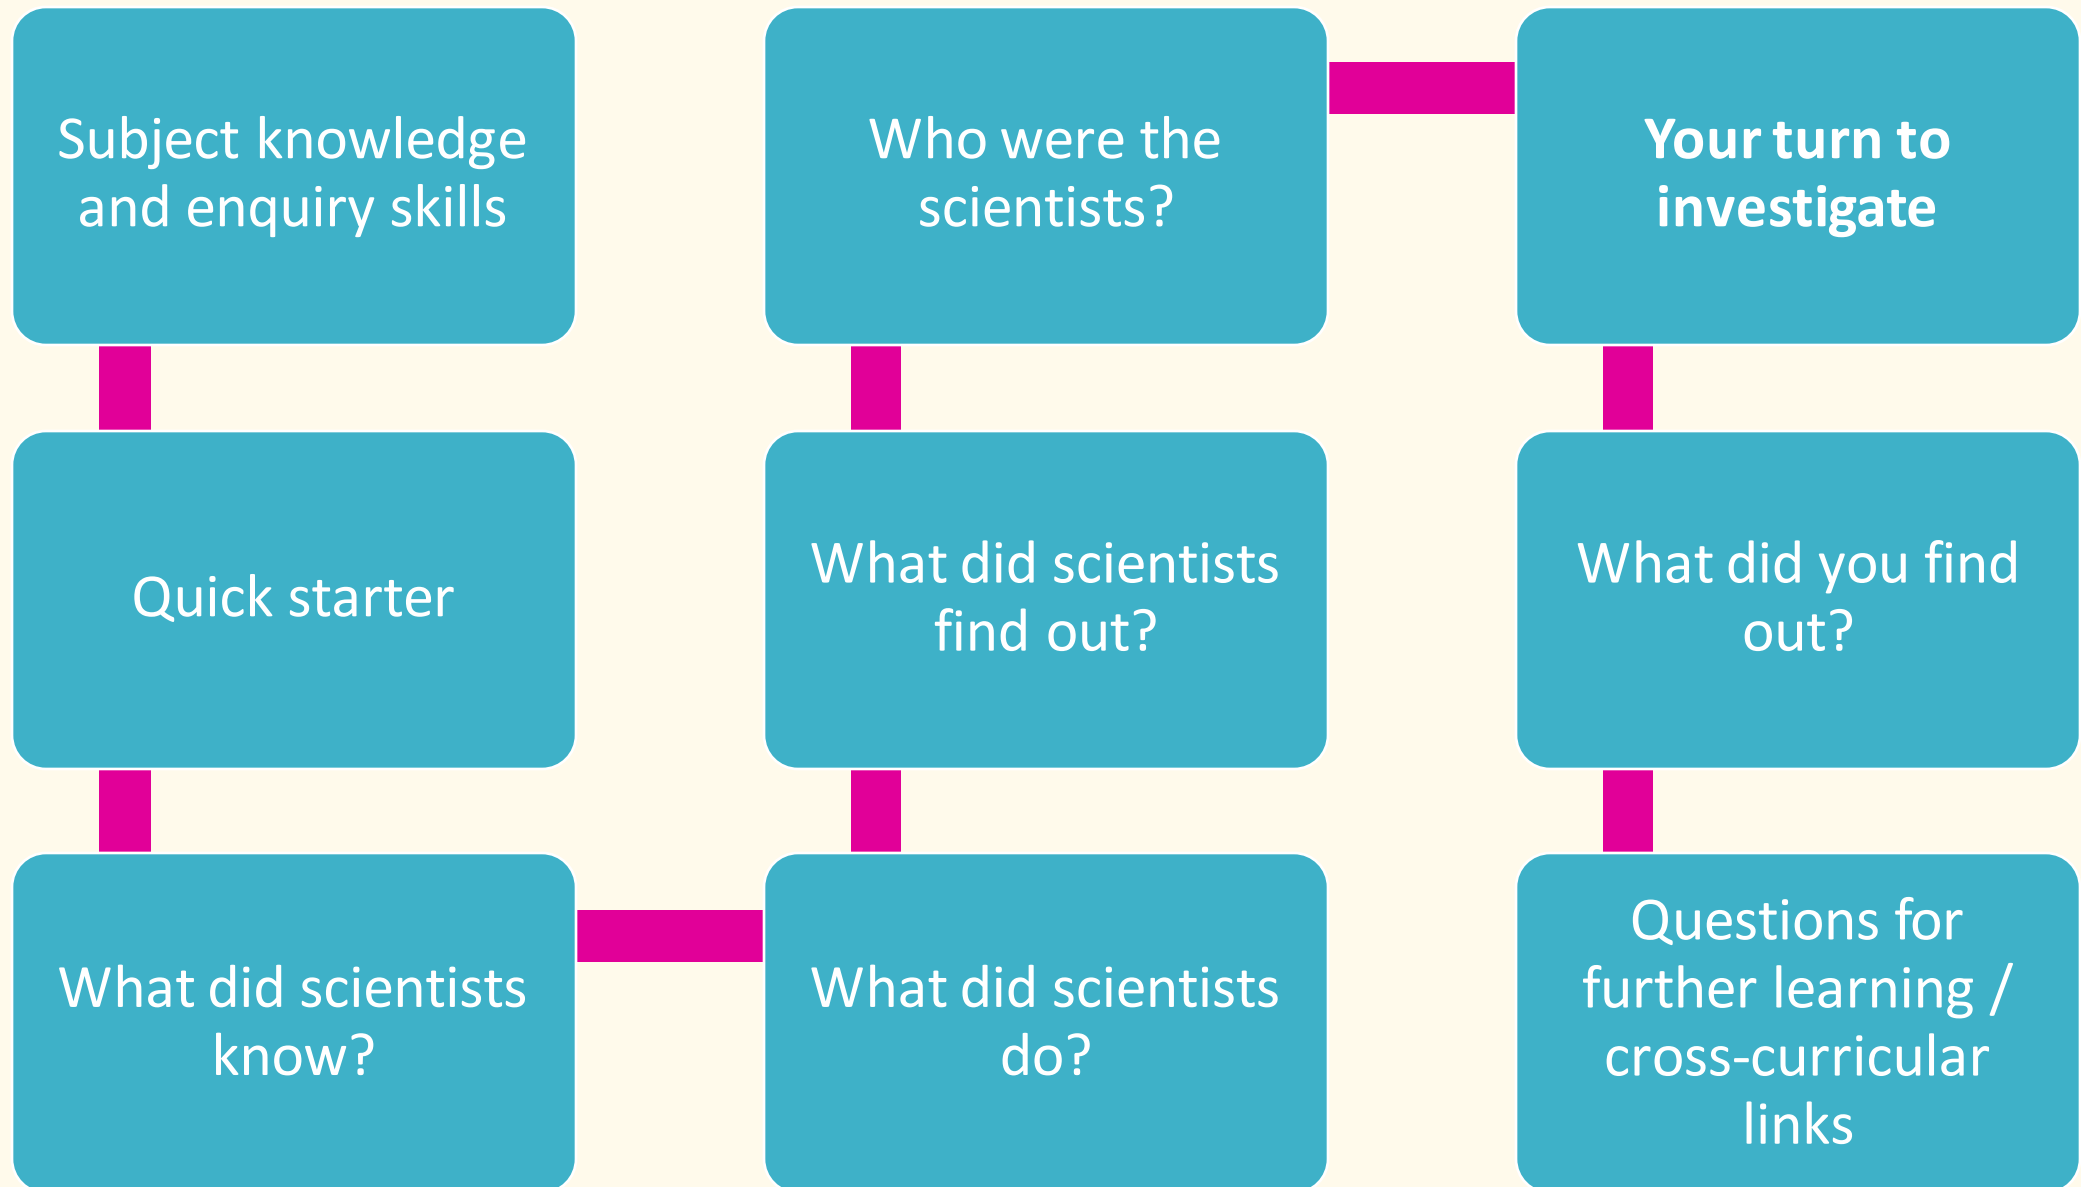 Subject knowledge
and enquiry skills
Quick starter
What did scientists
know?
What did scientists
do?
What did scientists
find out?
Who were the
scientists?
Your turn to
investigate
What did you find
out?
Questions for
further learning /
cross-curricular
links